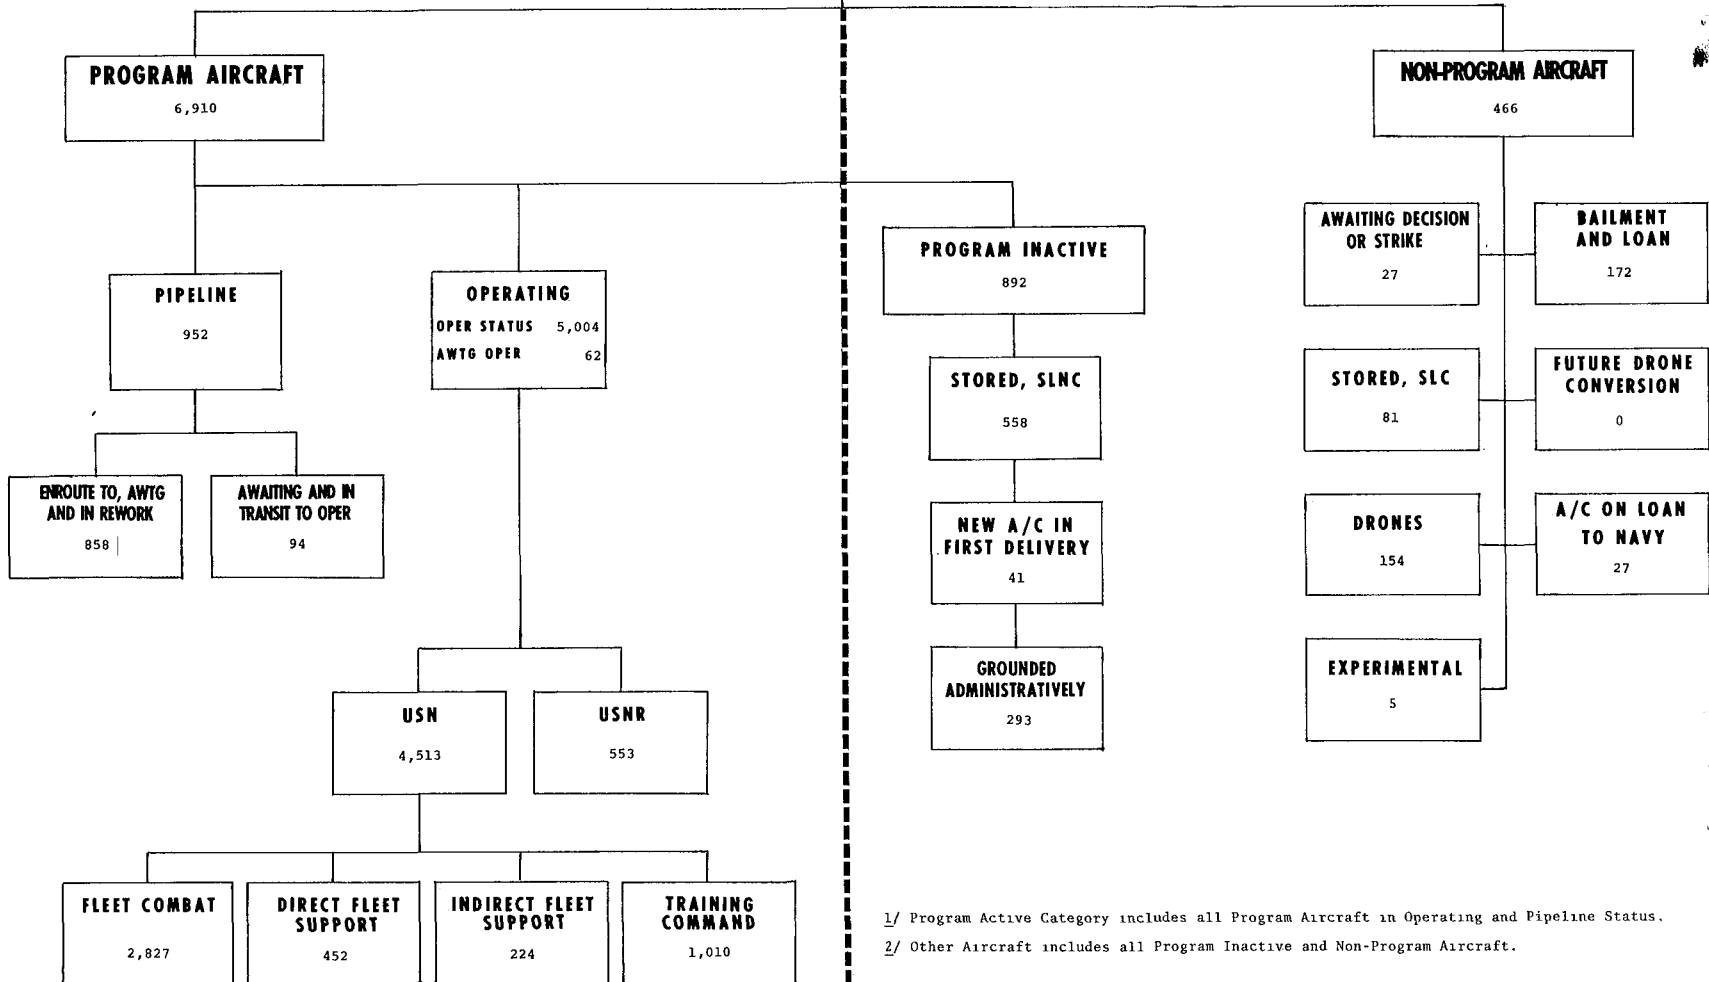 PROGRAM AIRCRAFT
6,910
NON-PROGRAM AIRCRAFT
466
PIPELINE
952
OPERATING
OPER STATUS 5,004
AWTG OPER 62
PROGRAM INACTIVE
892
AWAITING DECISION
OR STRIKE
27
BAILMENT
AND LOAN
172
STORED, SLNC
558
STORED, SLC
81
FUTURE DRONE
CONVERSION
0
ENROUTE TO, AWTG
AND IN REWORK
858
AWAITING AND IN
TRANSIT TO OPER
94
NEW A/C IN
FIRST DELIVERY
41
DRONES
154
A/C ON LOAN
TO NAVY
27
GROUNDED
ADMINISTRATIVELY
293
EXPERIMENTAL
5
USN
4,513
USNR
553
FLEET COMBAT
2,827
DIRECT FLEET
SUPPORT
452
INDIRECT FLEET
SUPPORT
224
TRAINING
COMMAND
1,010
1/ Program Active Category includes all Program Aircraft in Operating and Pipeline Status.
2/ Other Aircraft includes all Program Inactive and Non-Program Aircraft.